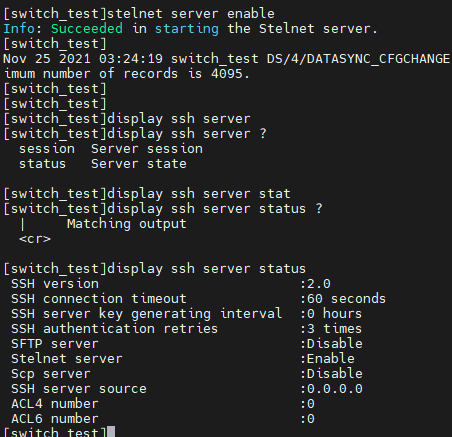 [switch_test]stelnet server enable
Info: Succeeded in starting the Stelnet server.
[switch_test]
Nov 25 2021 03:24:19 switch_test DS/4/DATASYNC_CFGCHANGE
imum number of records is 4095.
[switch_test]
[switch_test]
[switch_test]display ssh server
[switch_test]display ssh server ?
  session  Server session
  status   Server state

[switch_test]display ssh server stat
[switch_test]display ssh server status ?
  |     Matching output
  <cr>

[switch_test]display ssh server status
 SSH version                         :2.0
 SSH connection timeout              :60 seconds
 SSH server key generating interval  :0 hours
 SSH authentication retries          :3 times
 SFTP server                         :Disable
 Stelnet server                      :Enable
 Scp server                          :Disable
 SSH server source                   :0.0.0.0
 ACL4 number                         :0
 ACL6 number                         :0
[switch_test]